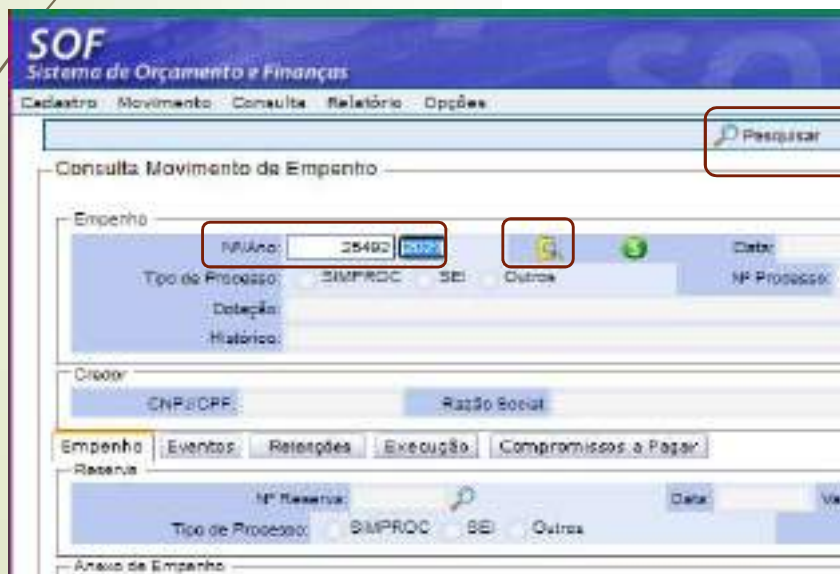 SOF
Sistema de Orçamento e Finanças
Cadastro Movimento Consulta Relatório Opções
Pesquisar
Consulta Movimento de Empenho
Empenho
Nº/Ano: 25492 Data:
Tipo de Processo: SIMPROC SEI Outros Nº Processo:
Dotação:
Histórico:
Credor
CNPJ/CPF: Razão Social:
Empenho Eventos Retenções Execução Compromissos a Pagar
Reserva
Nº Reserva: Data:
Tipo de Processo: SIMPROC SEI Outros
Anexo de Empenho